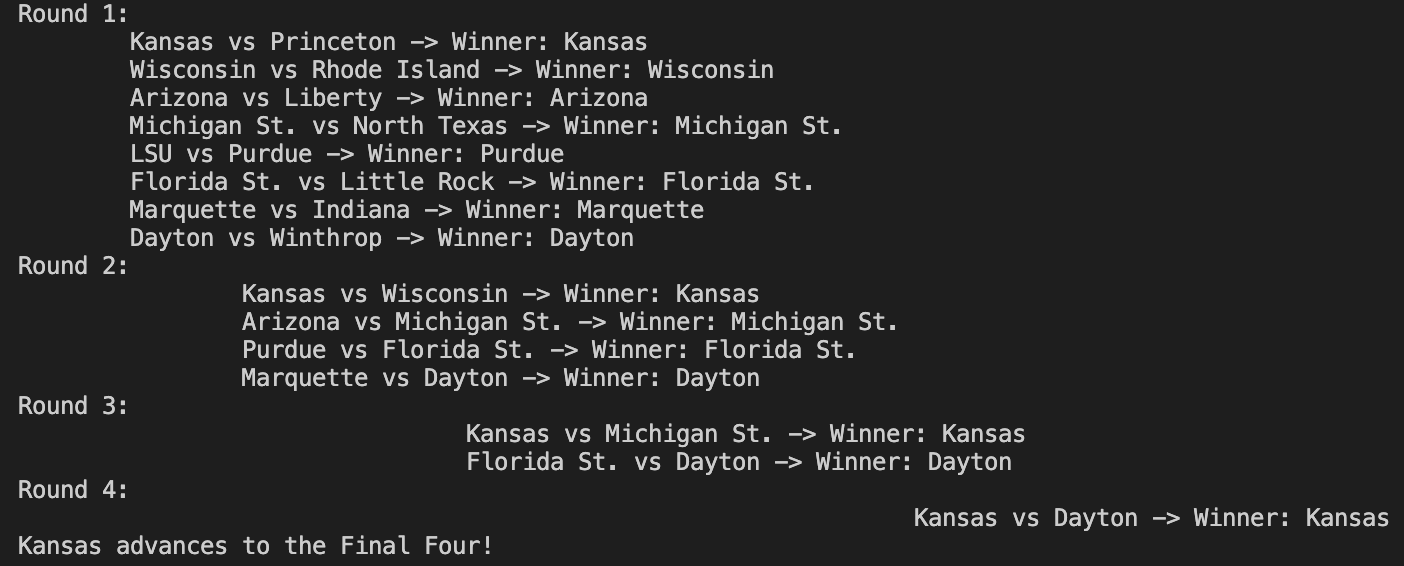 Round 1:
Kansas vs Princeton -> Winner: Kansas
Wisconsin vs Rhode Island -> Winner: Wisconsin
Arizona vs Liberty -> Winner: Arizona
Michigan St. vs North Texas -> Winner: Michigan St.
LSU vs Purdue -> Winner: Purdue
Florida St. vs Little Rock -> Winner: Florida St.
Marquette vs Indiana -> Winner: Marquette
Dayton vs Winthrop -> Winner: Dayton
Round 2:
Kansas vs Wisconsin -> Winner: Kansas
Arizona vs Michigan St. -> Winner: Michigan St.
Purdue vs Florida St. -> Winner: Florida St.
Marquette vs Dayton -> Winner: Dayton
Round 3:
Kansas vs Michigan St. -> Winner: Kansas
Florida St. vs Dayton -> Winner: Dayton
Round 4:
Kansas vs Dayton -> Winner: Kansas
Kansas advances to the Final Four!